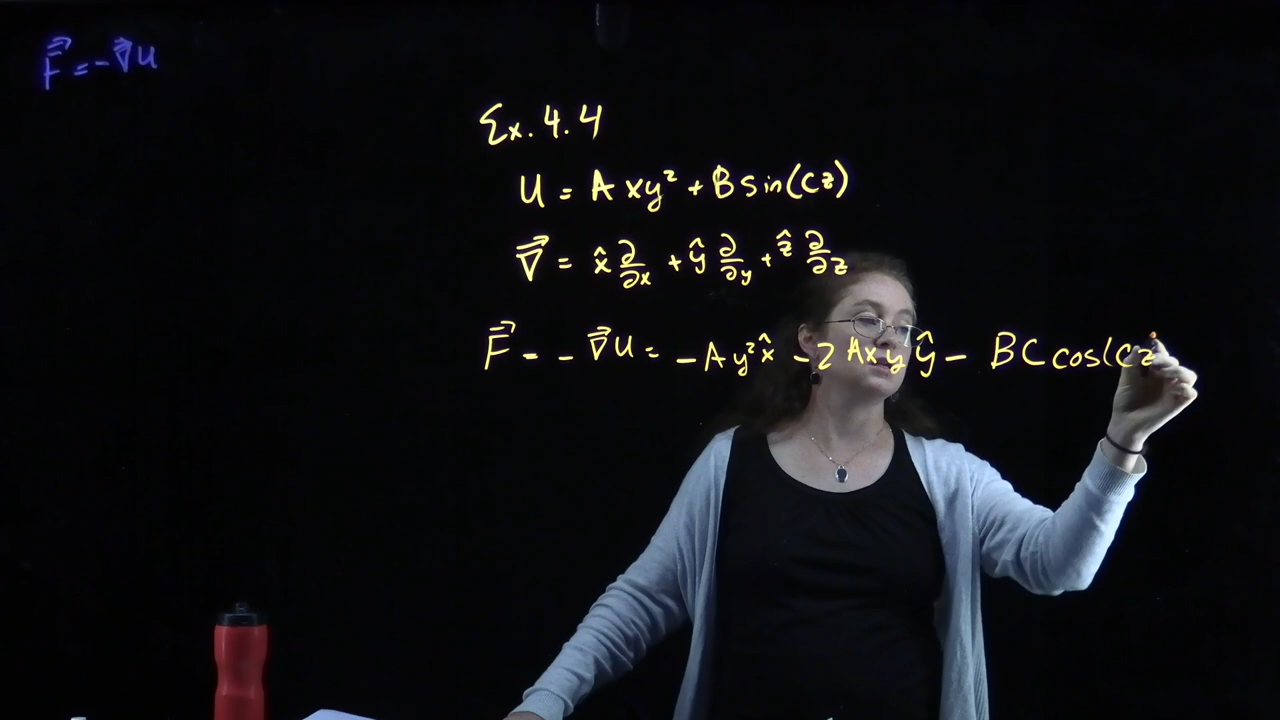 F⃗ = -∇⃗U
Ex. 4.4
U = Axy² + B sin(Cz)
∇⃗ = x̂ ∂/∂x + ŷ ∂/∂y + ẑ ∂/∂z
F⃗ = - ∇⃗U = -Ay²x̂ - 2Axyŷ - BC cos(Cz